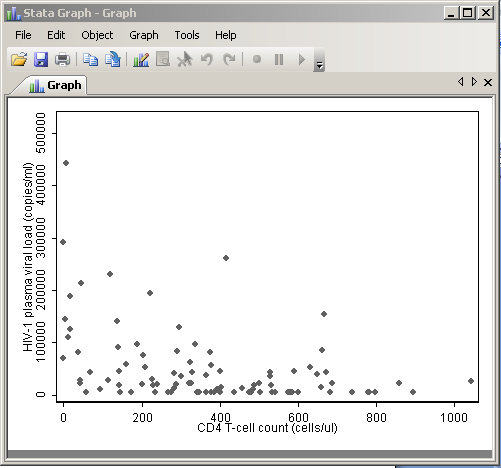 Stata Graph - Graph
File Edit Object Graph Tools Help
Graph
HIV-1 plasma viral load (copies/ml)
500000
400000
300000
200000
100000
0
0 200 400 600 800 1000
CD4 T-cell count (cells/ul)